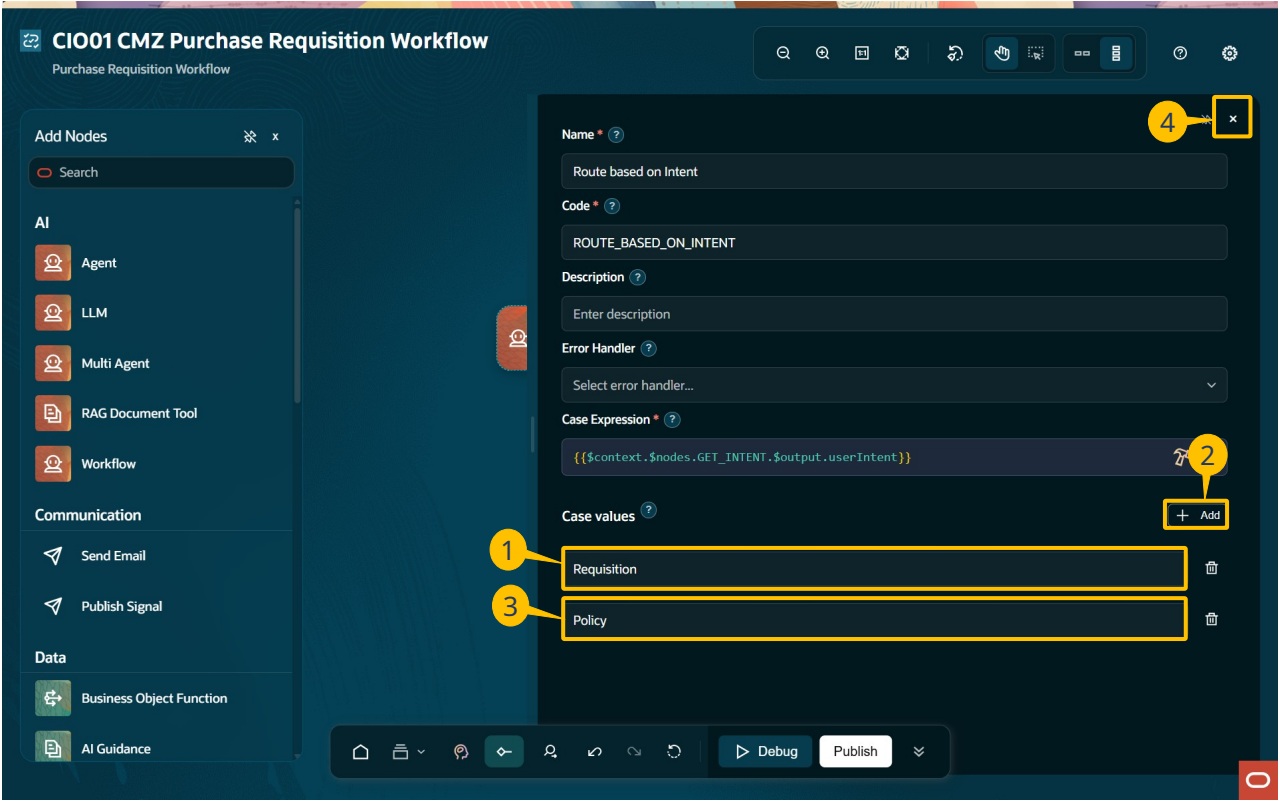 CIO01 CMZ Purchase Requisition Workflow
Purchase Requisition Workflow
1:1
Add Nodes
x
Search
AI
Agent
LLM
Multi Agent
RAG Document Tool
Workflow
Communication
Send Email
Publish Signal
Data
Business Object Function
AI Guidance
4
×
Name * ?
Route based on Intent
Code * ?
ROUTE_BASED_ON_INTENT
Description ?
Enter description
Error Handler ?
Select error handler...
Case Expression * ?
{{$context.$nodes.GET_INTENT.$output.userIntent}}
2
Case values ?
+ Add
1
Requisition
3
Policy
Debug
Publish